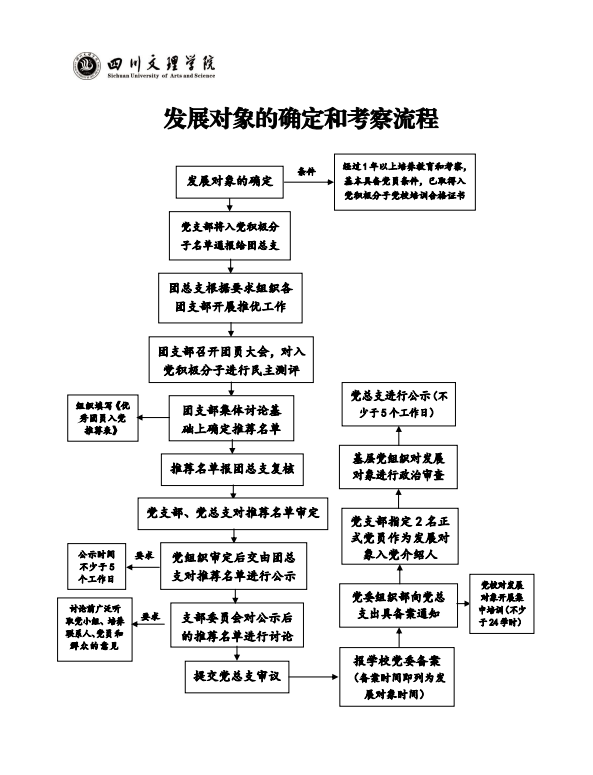 四川文理学院
Sichuan University of Arts and Science
发展对象的确定和考察流程
发展对象的确定
条件
经过1年以上培养教育和考察，
基本具备党员条件，已取得入
党积极分子党校培训合格证书
党支部将入党积极分
子名单通报给团总支
团总支根据要求组织各
团支部开展推优工作
团支部召开团员大会，对入
党积极分子进行民主测评
团支部集体讨论基
础上确定推荐名单
组织填写《优
秀团员入党
推荐表》
推荐名单报团总支复核
党支部、党总支对推荐名单审定
党组织审定后交由团总
支对推荐名单进行公示
要求
公示时间
不少于5
个工作日
支部委员会对公示后
的推荐名单进行讨论
要求
讨论前广泛听
取党小组、培养
联系人、党员和
群众的意见
提交党总支审议
报学校党委备案
（备案时间即列为发
展对象时间）
党委组织部向党总
支出具备案通知
党校对发展
对象开展集
中培训（不少
于24学时）
党支部指定2名正
式党员作为发展对
象入党介绍人
基层党组织对发展
对象进行政治审查
党总支进行公示（不
少于5个工作日）